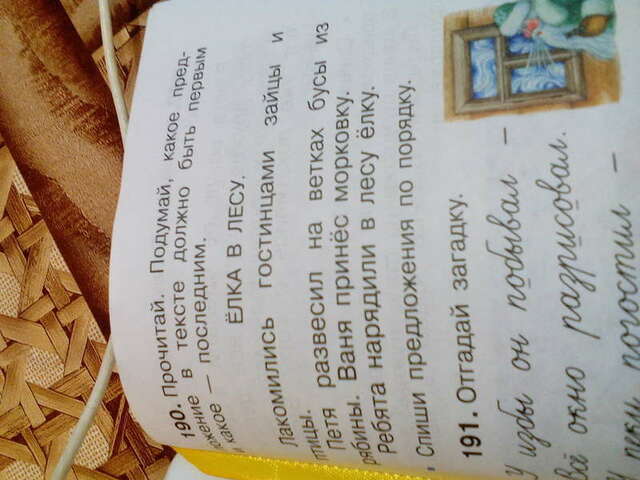 190. Прочитай. Подумай, какое пред-
ложение в тексте должно быть первым
и какое — последним.
ЁЛКА В ЛЕСУ.
Лакомились гостинцами зайцы и
птицы.
Петя развесил на ветках бусы из
рябины. Ваня принёс морковку.
Ребята нарядили в лесу ёлку.
• Спиши предложения по порядку.
191. Отгадай загадку.
У избы он побывал –
всё окно разрисовал.
У реки погостил –